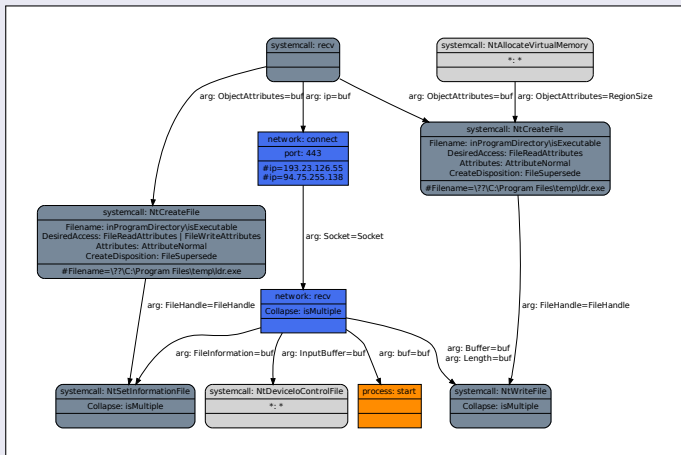 systemcall: recv
systemcall: NtAllocateVirtualMemory
*: *
arg: ObjectAttributes=buf
arg: ip=buf
arg: ObjectAttributes=buf
arg: ObjectAttributes=RegionSize
network: connect
port: 443
#ip=193.23.126.55
#ip=94.75.255.138
systemcall: NtCreateFile
Filename: inProgramDirectory\isExecutable
DesiredAccess: FileReadAttributes
Attributes: AttributeNormal
CreateDisposition: FileSupersede
#Filename=\??\C:\Program Files\temp\ldr.exe
systemcall: NtCreateFile
Filename: inProgramDirectory\isExecutable
DesiredAccess: FileReadAttributes | FileWriteAttributes
Attributes: AttributeNormal
CreateDisposition: FileSupersede
#Filename=\??\C:\Program Files\temp\ldr.exe
arg: Socket=Socket
network: recv
Collapse: isMultiple
arg: FileHandle=FileHandle
arg: FileHandle=FileHandle
arg: FileInformation=buf
arg: InputBuffer=buf
arg: buf=buf
arg: Buffer=buf
arg: Length=buf
systemcall: NtSetInformationFile
Collapse: isMultiple
systemcall: NtDeviceIoControlFile
*: *
process: start
systemcall: NtWriteFile
Collapse: isMultiple